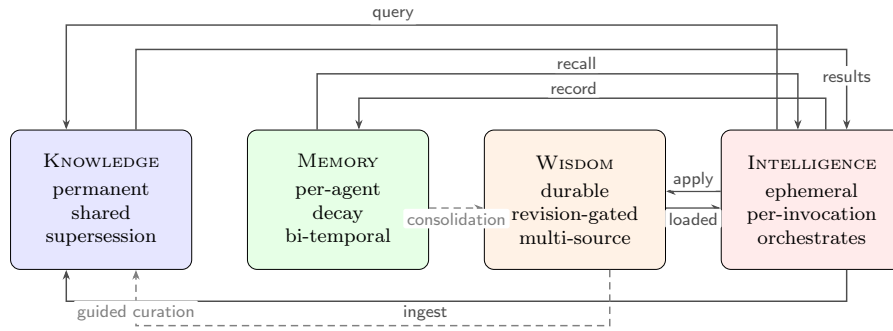 query
recall
results
record
KNOWLEDGE
permanent
shared
supersession
MEMORY
per-agent
decay
bi-temporal
consolidation
WISDOM
durable
revision-gated
multi-source
apply
loaded
INTELLIGENCE
ephemeral
per-invocation
orchestrates
guided curation
ingest